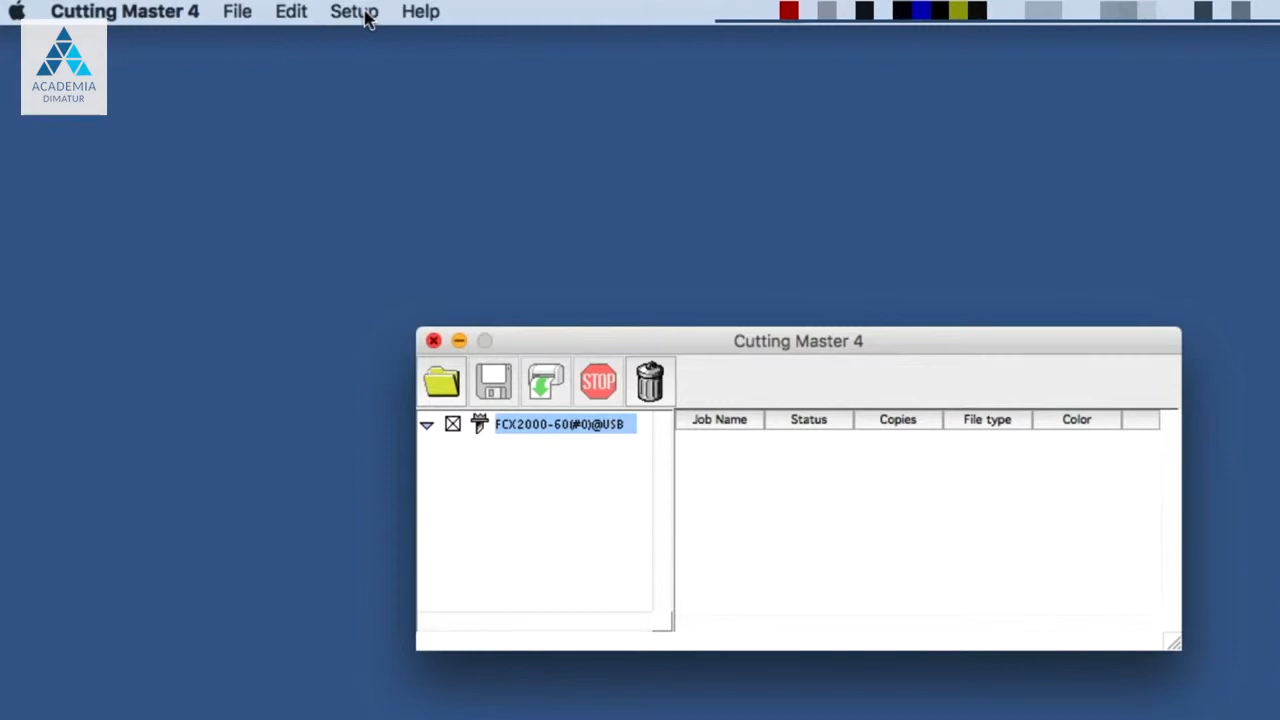 Cutting Master 4 File Edit Setup Help
ACADEMIA
DIMATUR
Cutting Master 4
STOP
FCX2000-60(#0)@USB
Job Name Status Copies File type Color